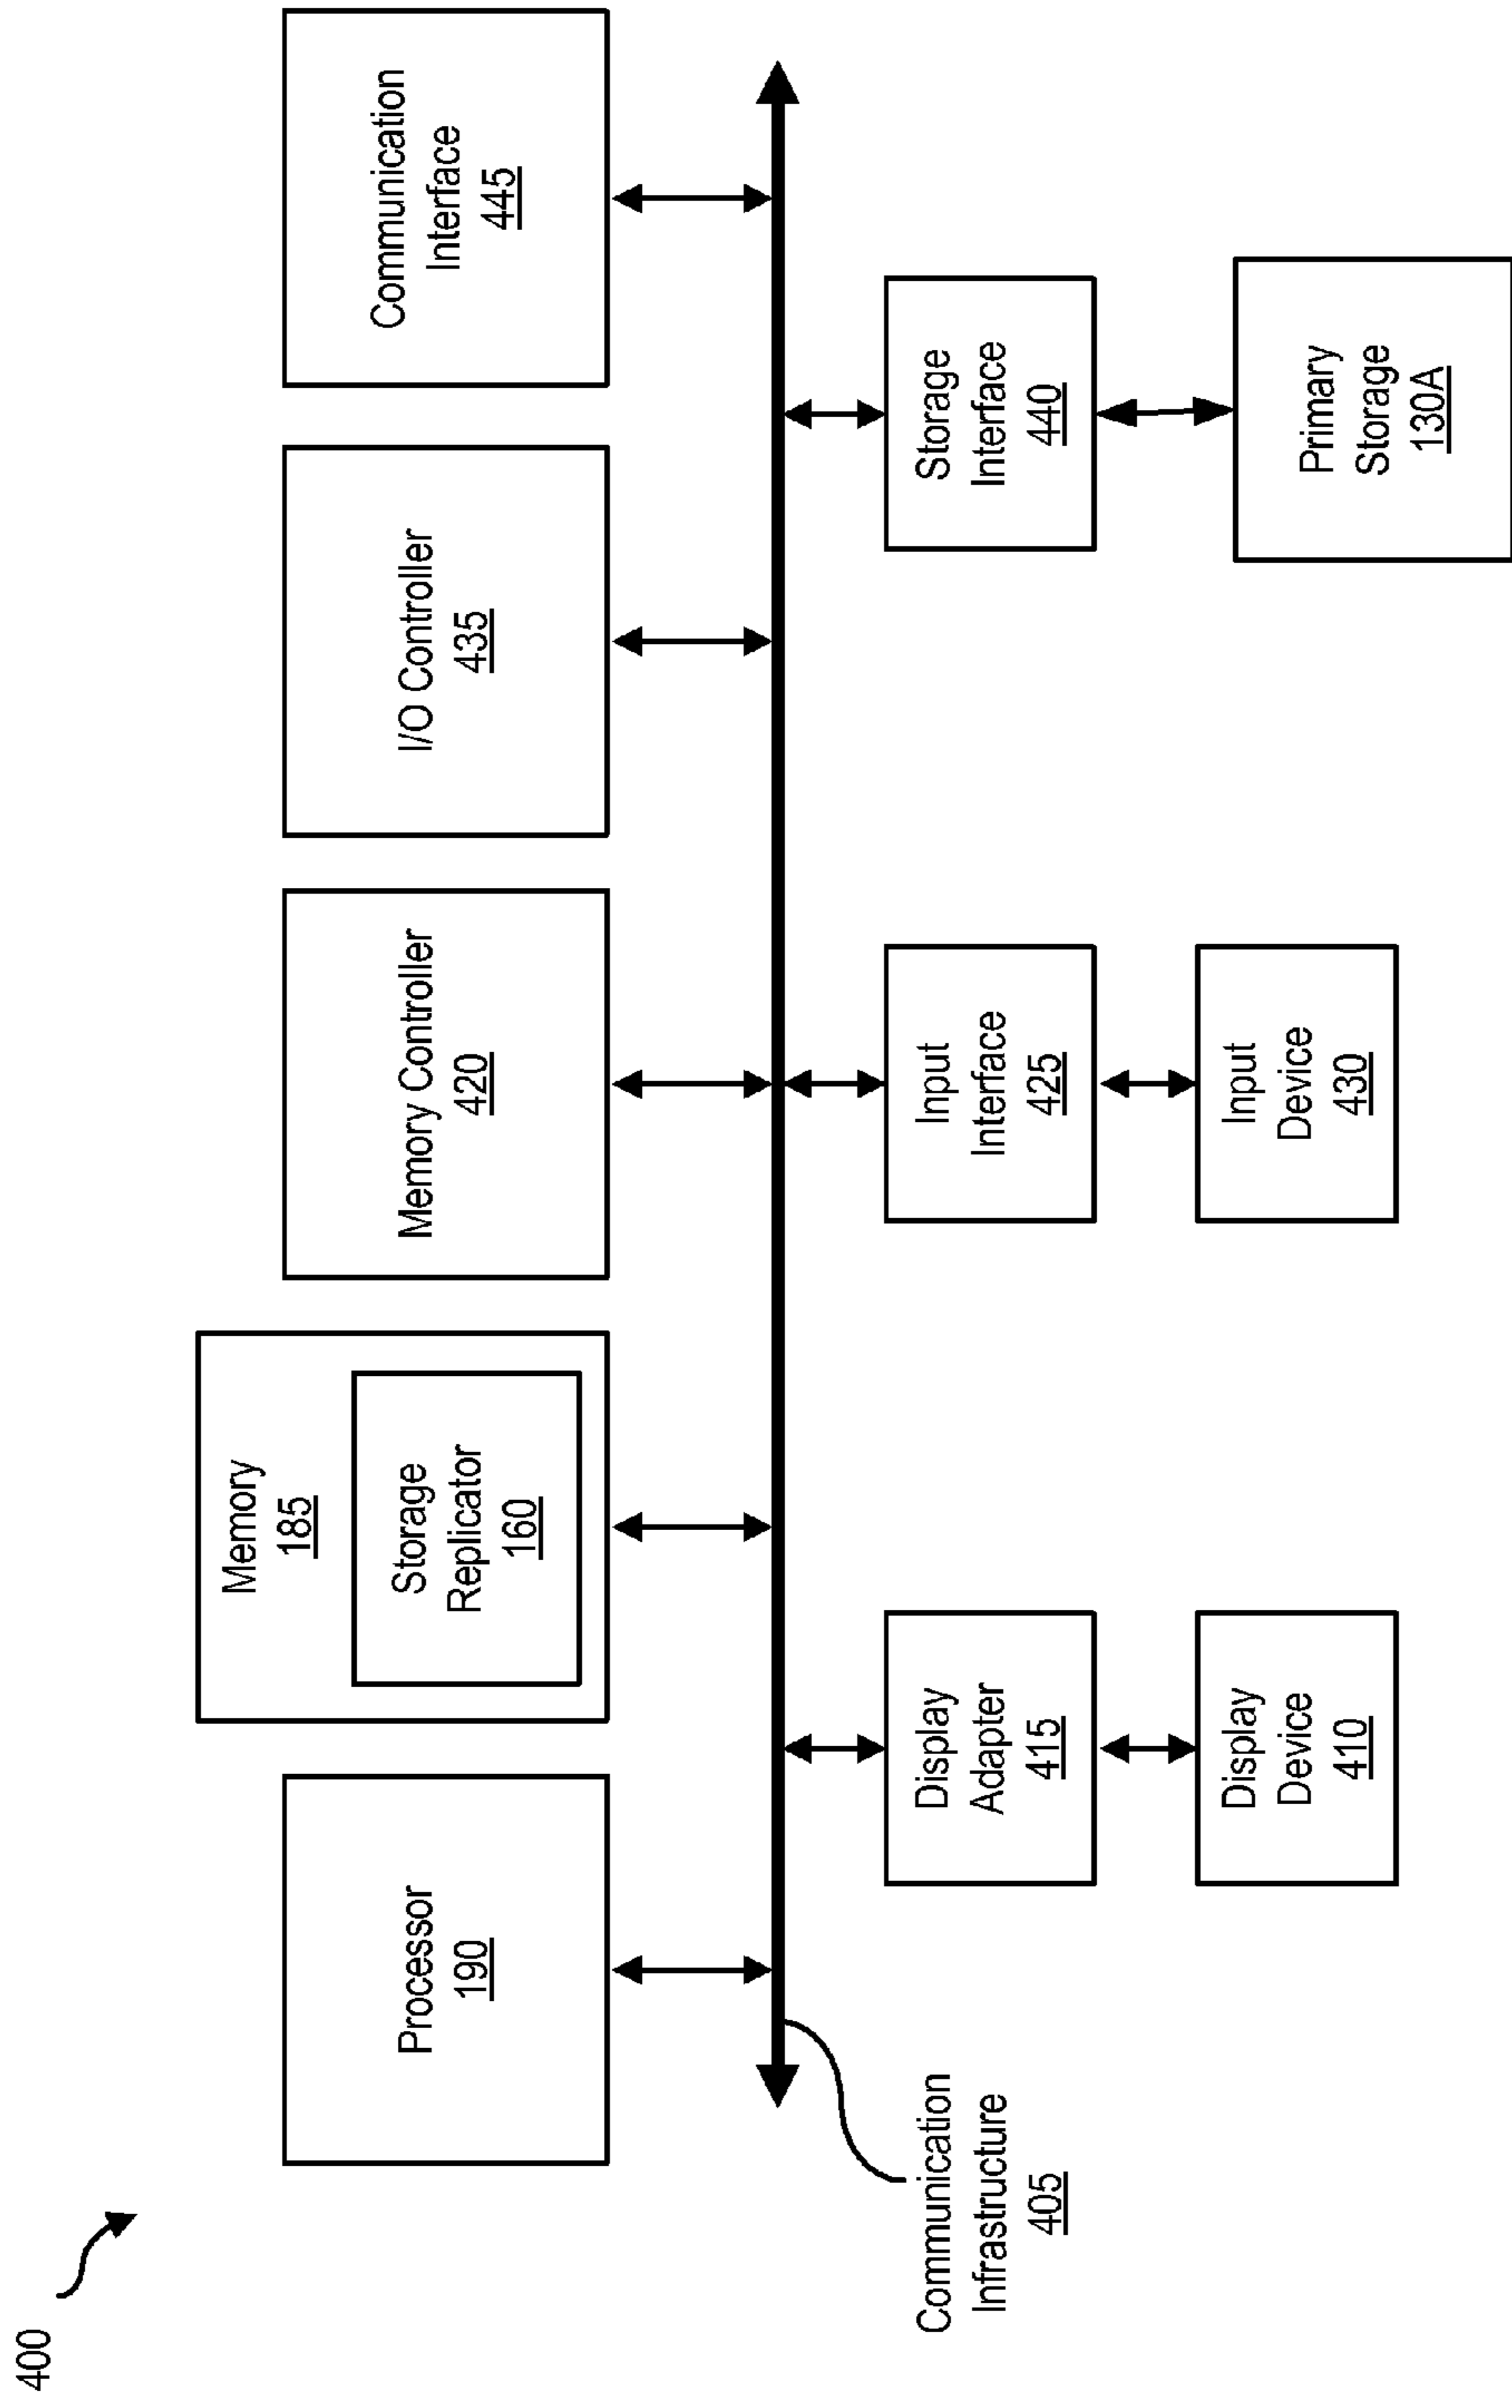 400
Processor
190
Memory
185
Storage
Replicator
160
Memory Controller
420
I/O Controller
435
Communication
Interface
445
Communication
Infrastructure
405
Display
Adapter
415
Input
Interface
425
Storage
Interface
440
Display
Device
410
Input
Device
430
Primary
Storage
130A